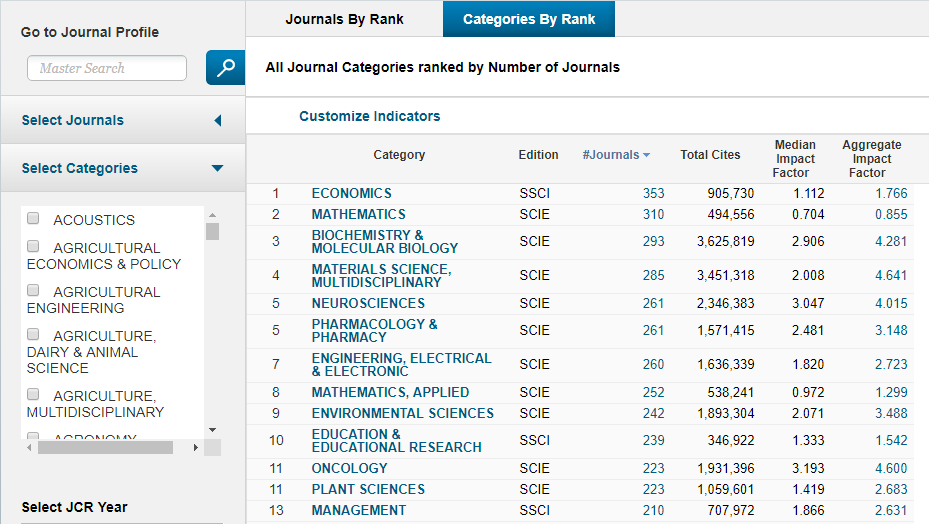 Go to Journal Profile
Master Search
Select Journals
Select Categories
ACOUSTICS
AGRICULTURAL
ECONOMICS & POLICY
AGRICULTURAL
ENGINEERING
AGRICULTURE,
DAIRY & ANIMAL
SCIENCE
AGRICULTURE,
MULTIDISCIPLINARY
AGRONOMY
Select JCR Year
Journals By Rank Categories By Rank
All Journal Categories ranked by Number of Journals
Customize Indicators
Category Edition #Journals Total Cites Median Impact Factor Aggregate Impact Factor
1 ECONOMICS SSCI 353 905,730 1.112 1.766
2 MATHEMATICS SCIE 310 494,556 0.704 0.855
3 BIOCHEMISTRY & MOLECULAR BIOLOGY SCIE 293 3,625,819 2.906 4.281
4 MATERIALS SCIENCE, MULTIDISCIPLINARY SCIE 285 3,451,318 2.008 4.641
5 NEUROSCIENCES SCIE 261 2,346,383 3.047 4.015
5 PHARMACOLOGY & PHARMACY SCIE 261 1,571,415 2.481 3.148
7 ENGINEERING, ELECTRICAL & ELECTRONIC SCIE 260 1,636,339 1.820 2.723
8 MATHEMATICS, APPLIED SCIE 252 538,241 0.972 1.299
9 ENVIRONMENTAL SCIENCES SCIE 242 1,893,304 2.071 3.488
10 EDUCATION & EDUCATIONAL RESEARCH SSCI 239 346,922 1.333 1.542
11 ONCOLOGY SCIE 223 1,931,396 3.193 4.600
11 PLANT SCIENCES SCIE 223 1,059,601 1.419 2.683
13 MANAGEMENT SSCI 210 707,972 1.866 2.631